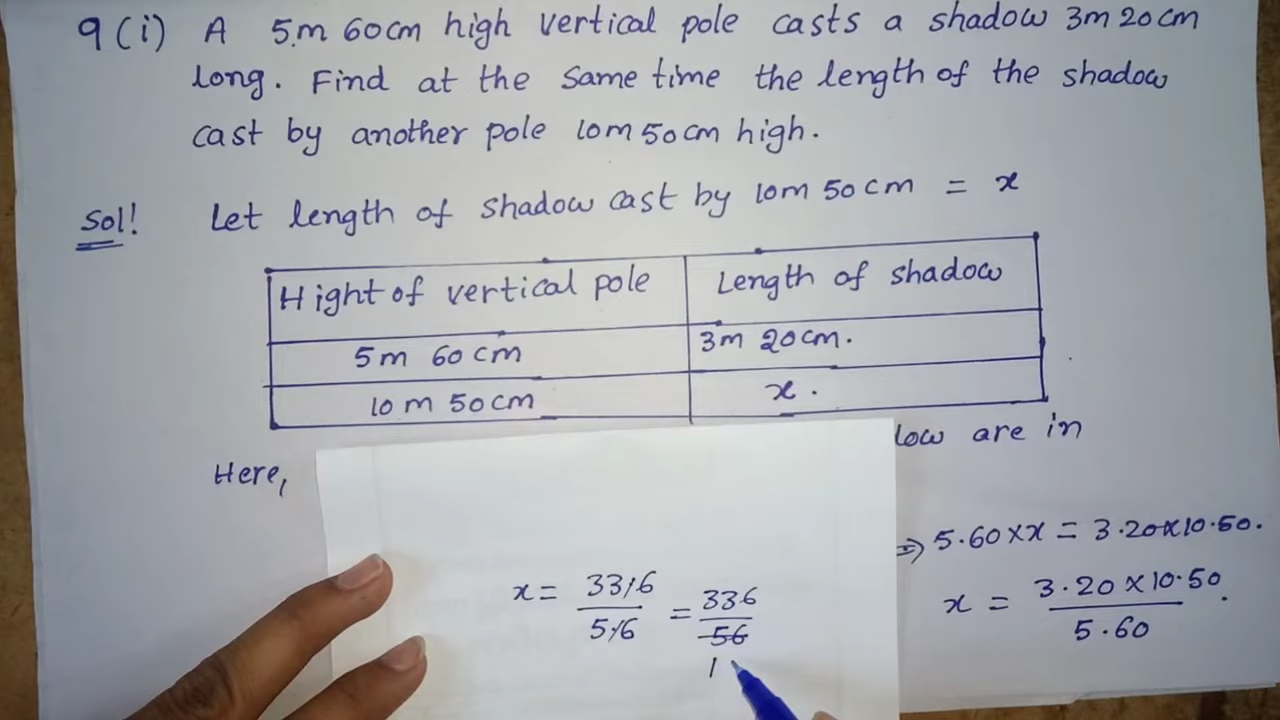 9 (i) A 5.m 60cm high vertical pole casts a shadow 3m 20cm
long. Find at the same time the length of the shadow
cast by another pole 10m 50cm high.
Sol! Let length of shadow cast by 10m 50cm = x
Hight of vertical pole Length of shadow
5m 60cm 3m 20cm.
10 m 50cm x.
low are in
Here,
⇒ 5.60 × x = 3.20 × 10.50.
x = 3.20 × 10.50 / 5.60 .
x = 33/6 / 5/6 = 336 / 56
1